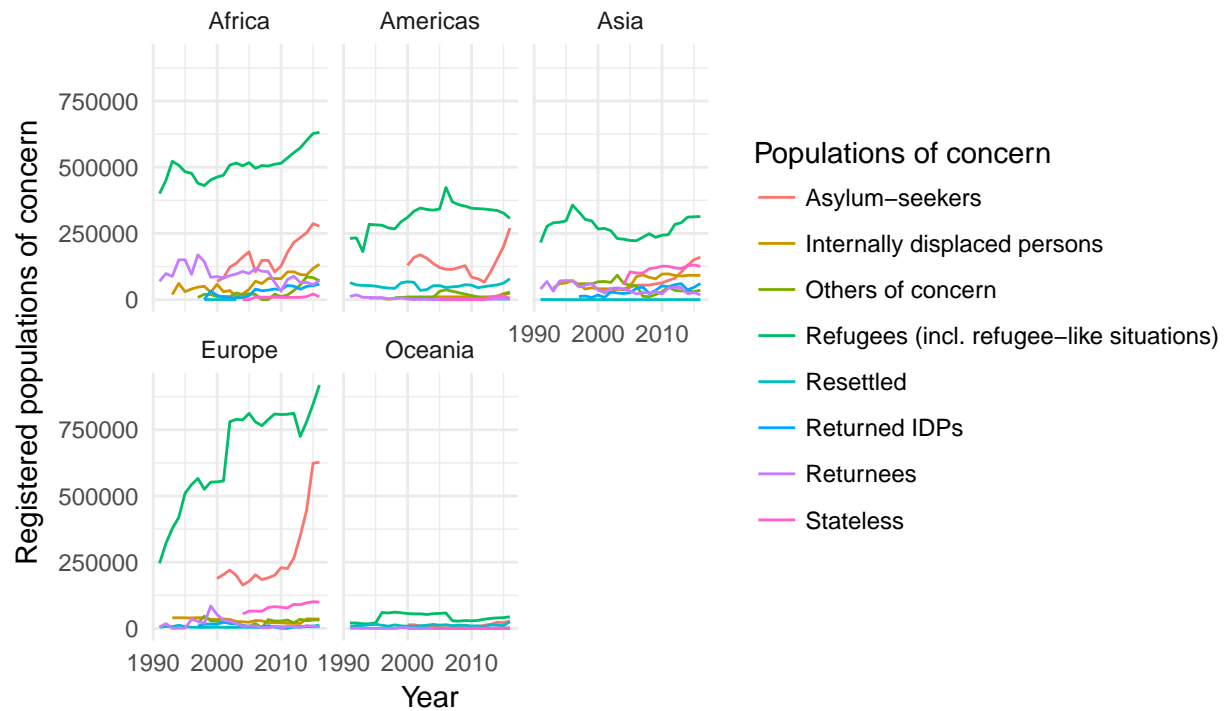 Africa
Americas
Asia
750000
500000
250000
0
1990 2000 2010
Europe
Oceania
750000
500000
250000
0
1990 2000 2010
1990 2000 2010
Year
Registered populations of concern
Populations of concern
Asylum−seekers
Internally displaced persons
Others of concern
Refugees (incl. refugee−like situations)
Resettled
Returned IDPs
Returnees
Stateless